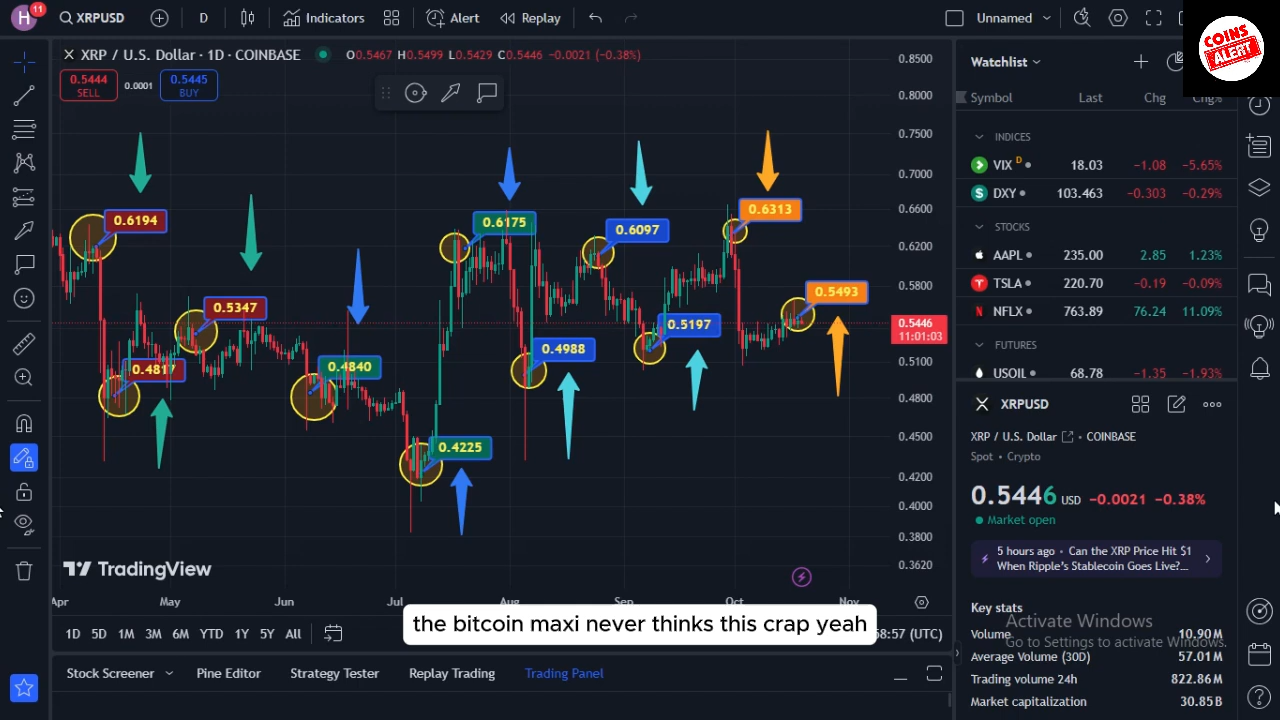 H 11 XRPUSD D Indicators Alert Replay Unnamed
COINS ALERT
XRP / U.S. Dollar · 1D · COINBASE O0.5467 H0.5499 L0.5429 C0.5446 −0.0021 (−0.38%)
0.5444 SELL 0.0001 0.5445 BUY
0.6194
0.5347
0.4817
0.4840
0.4225
0.6175
0.4988
0.6097
0.5197
0.6313
0.5493
0.8500
0.8000
0.7500
0.7000
0.6600
0.6200
0.5800
0.5446
11:01:03
0.5100
0.4800
0.4500
0.4200
0.4000
0.3800
0.3620
TradingView
Apr May Jun Jul Aug Sep Oct Nov
the bitcoin maxi never thinks this crap yeah
1D 5D 1M 3M 6M YTD 1Y 5Y All :58:57 (UTC)
Stock Screener Pine Editor Strategy Tester Replay Trading Trading Panel
Watchlist
Symbol Last Chg Chg%
INDICES
VIX D 18.03 −1.08 −5.65%
DXY 103.463 −0.303 −0.29%
STOCKS
AAPL 235.00 2.85 1.23%
TSLA 220.70 −0.19 −0.09%
NFLX 763.89 76.24 11.09%
FUTURES
USOIL 68.78 −1.35 −1.93%
XRPUSD
XRP / U.S. Dollar COINBASE
Spot • Crypto
0.5446 USD −0.0021 −0.38%
Market open
5 hours ago • Can the XRP Price Hit $1
When Ripple’s Stablecoin Goes Live?...
Key stats
Activate Windows
Go to Settings to activate Windows.
Volume 10.90M
Average Volume (30D) 57.01M
Trading volume 24h 822.86M
Market capitalization 30.85B